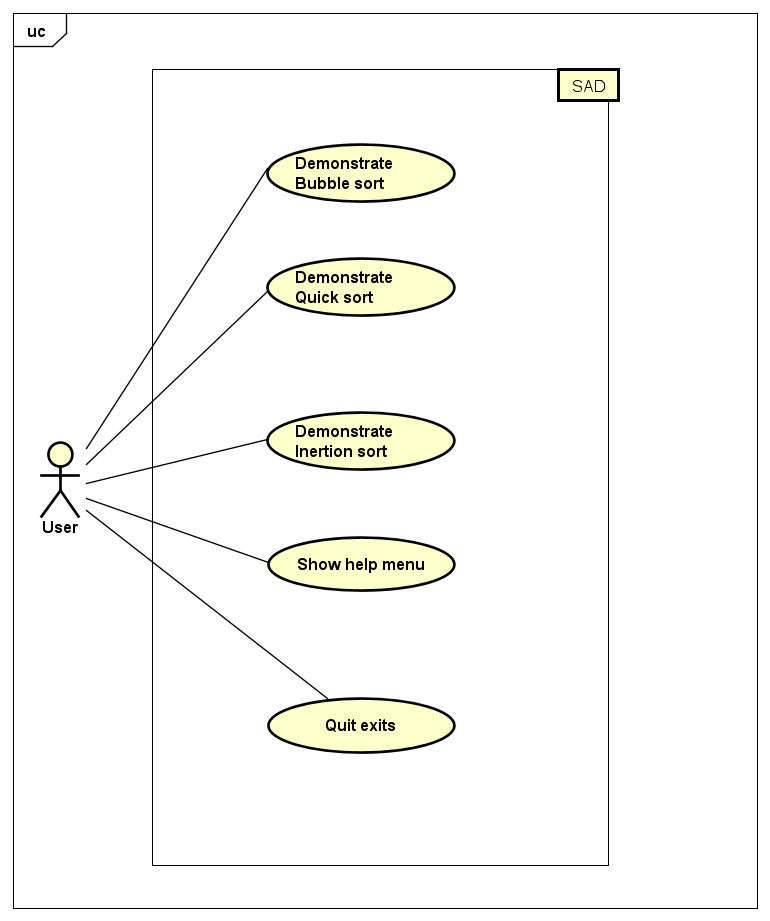 uc
SAD
Demonstrate
Bubble sort
Demonstrate
Quick sort
Demonstrate
Inertion sort
User
Show help menu
Quit exits